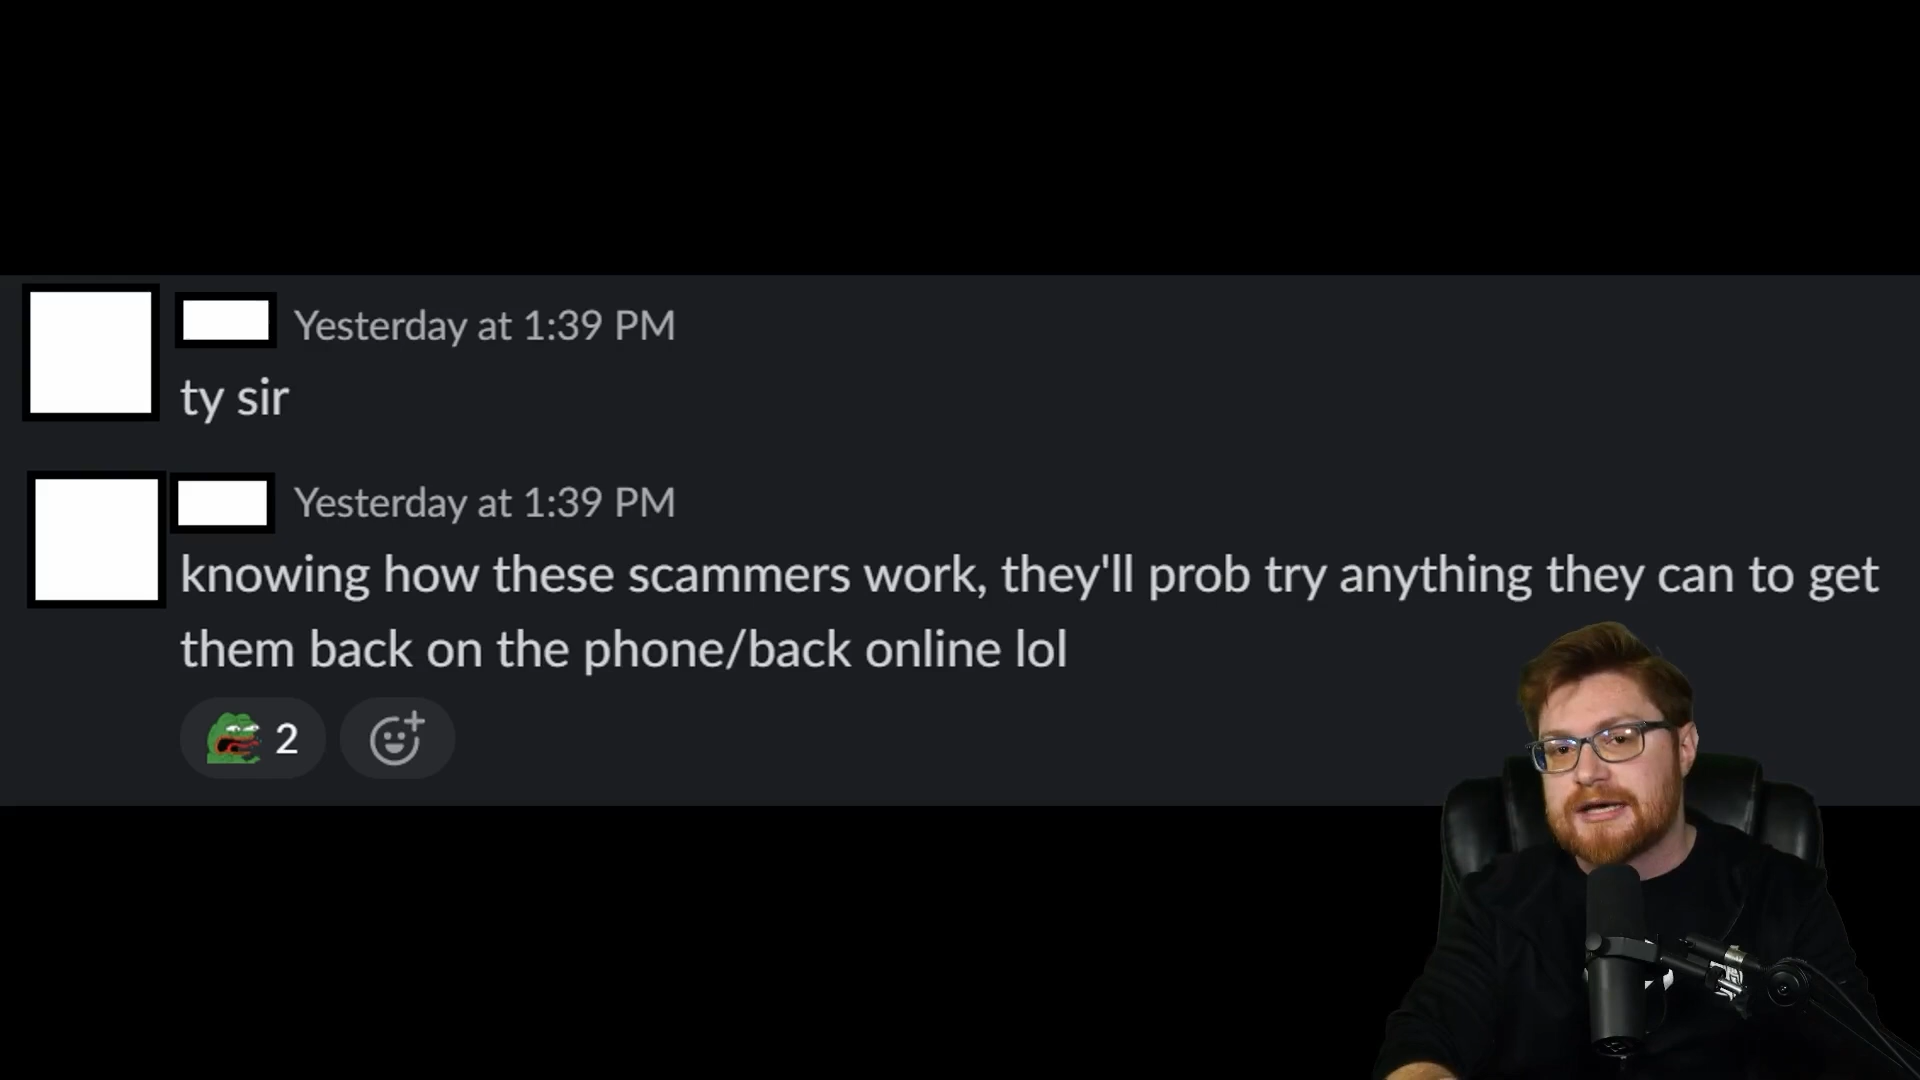 Yesterday at 1:39 PM
ty sir
Yesterday at 1:39 PM
knowing how these scammers work, they'll prob try anything they can to get
them back on the phone/back online lol
2